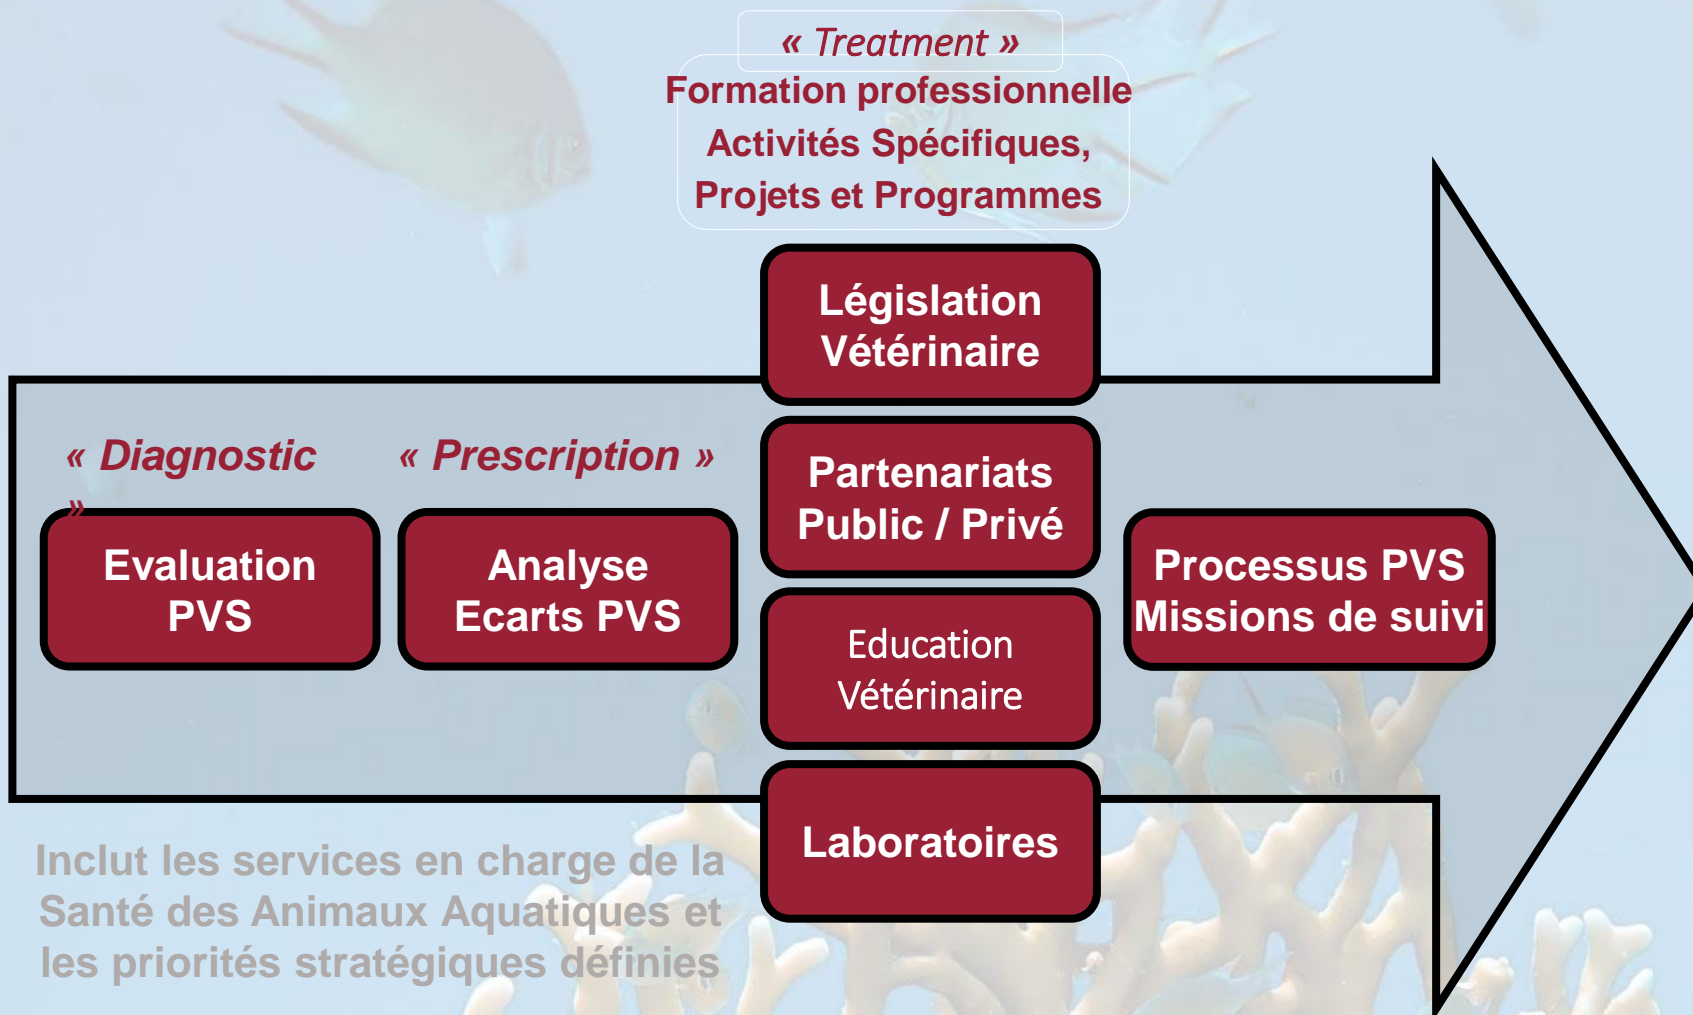 « Treatment »
Formation professionnelle
Activités Spécifiques,
Projets et Programmes
« Diagnostic
»
Evaluation
PVS
« Prescription »
Analyse
Ecarts PVS
Législation
Vétérinaire
Partenariats
Public / Privé
Education
Vétérinaire
Laboratoires
Processus PVS
Missions de suivi
Inclut les services en charge de la
Santé des Animaux Aquatiques et
les priorités stratégiques définies